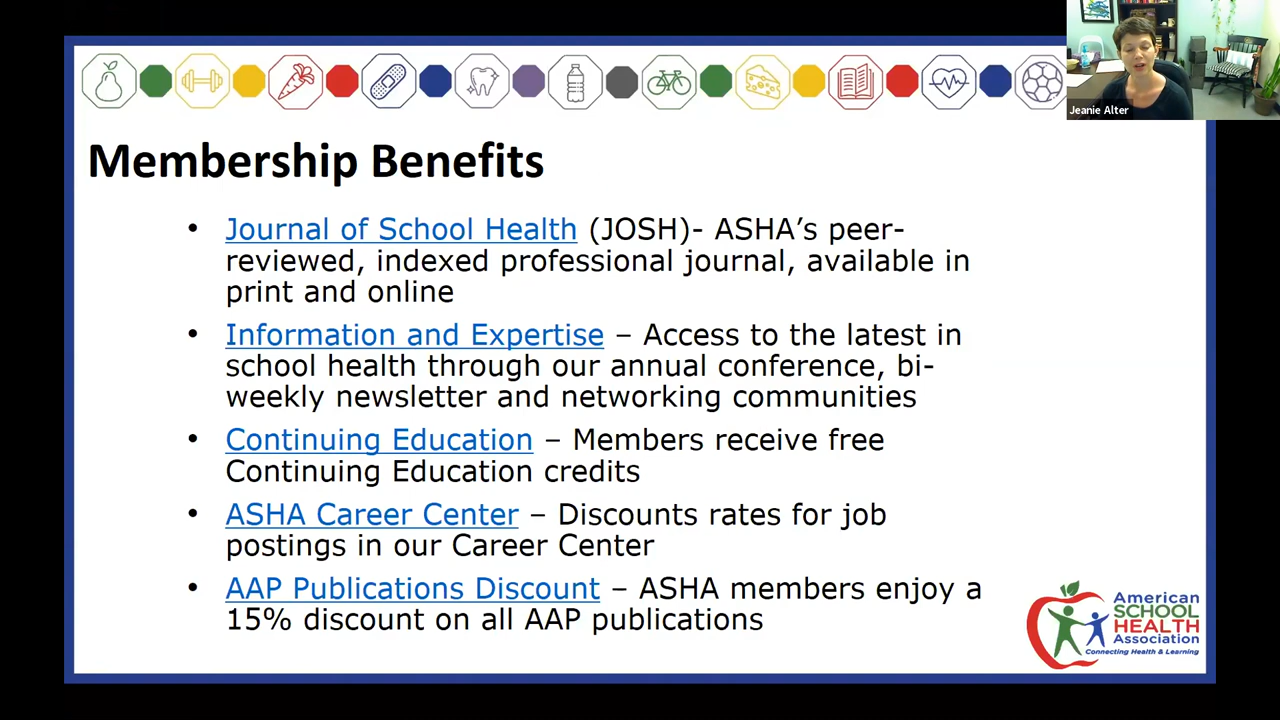 Jeanie Alter
Membership Benefits
• Journal of School Health (JOSH)- ASHA’s peer-
reviewed, indexed professional journal, available in
print and online
• Information and Expertise – Access to the latest in
school health through our annual conference, bi-
weekly newsletter and networking communities
• Continuing Education – Members receive free
Continuing Education credits
• ASHA Career Center – Discounts rates for job
postings in our Career Center
• AAP Publications Discount – ASHA members enjoy a
15% discount on all AAP publications
American
SCHOOL
HEALTH
Association
Connecting Health & Learning